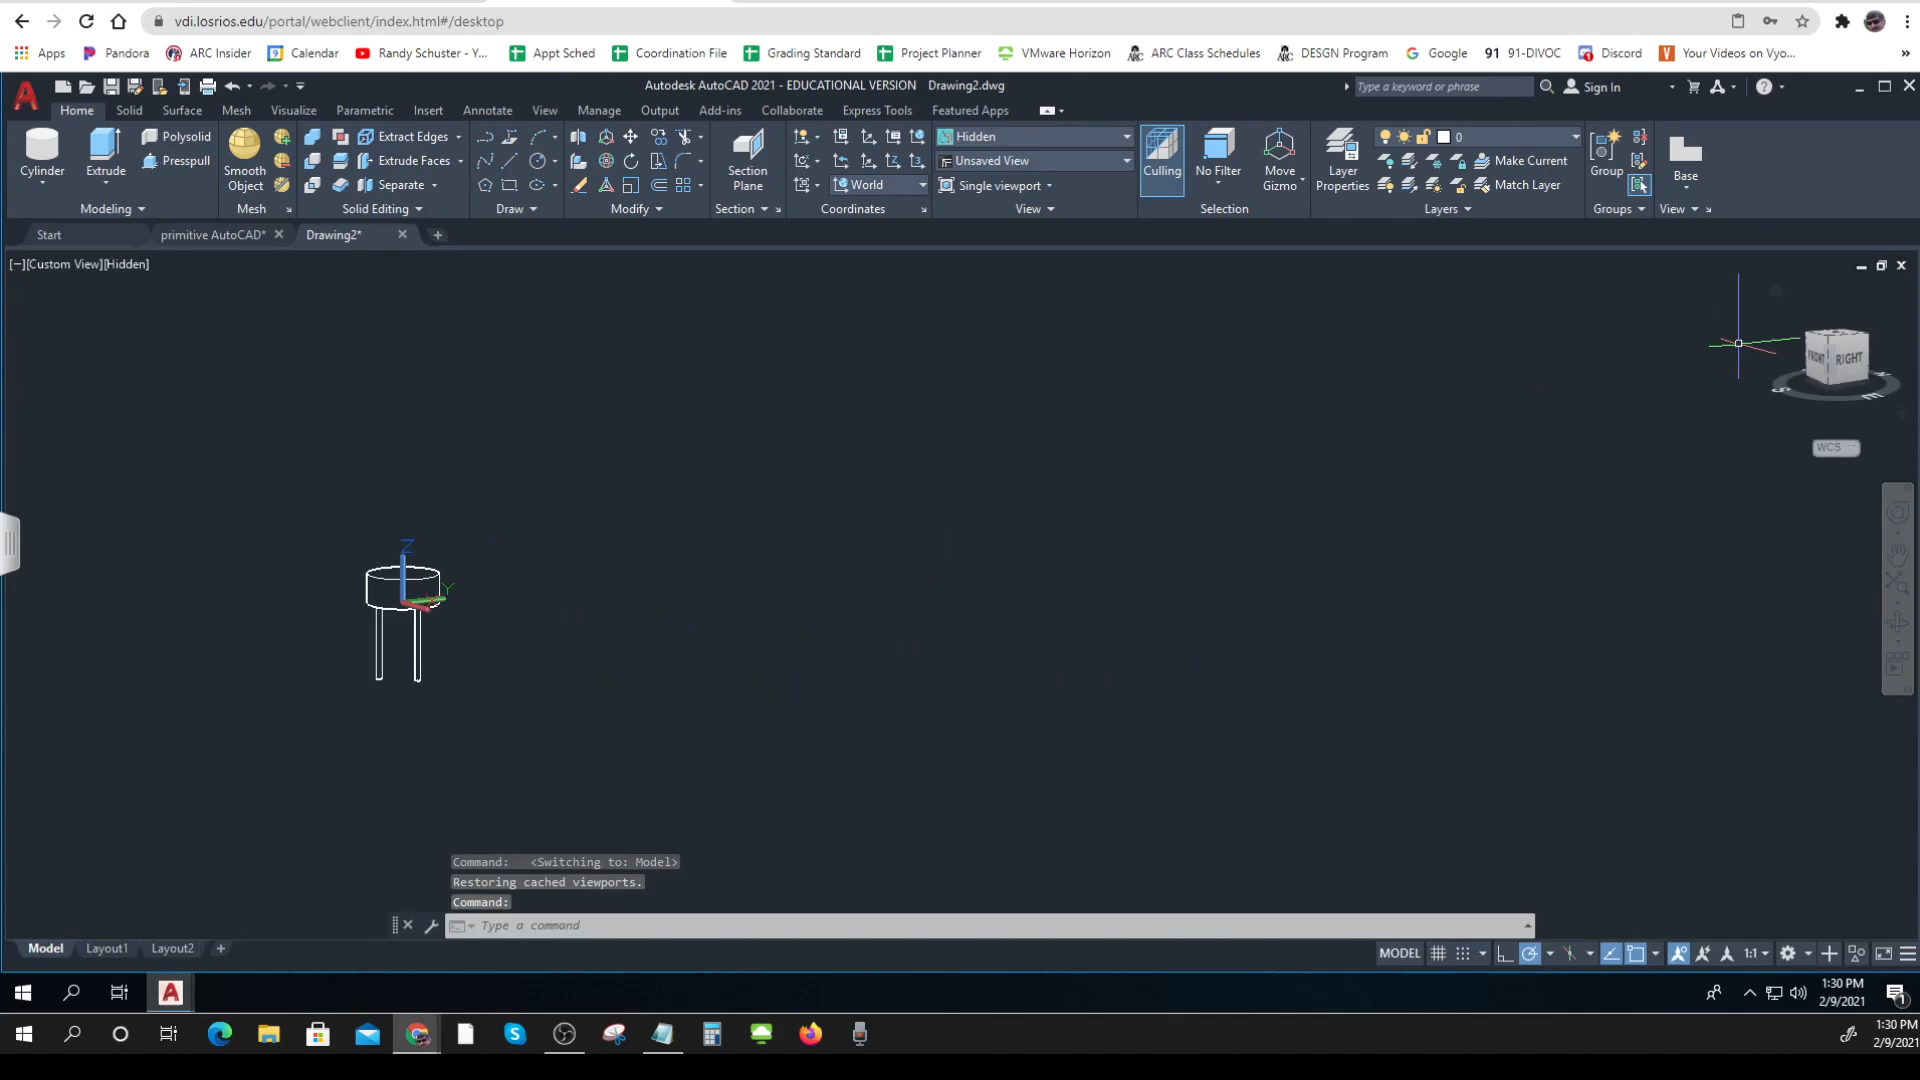 vdi.losrios.edu/portal/webclient/index.html#/desktop
Apps Pandora ARC Insider Calendar Randy Schuster - Y... Appt Sched Coordination File Grading Standard Project Planner VMware Horizon ARC Class Schedules DESGN Program Google 91 91-DIVOC Discord Your Videos on Vyo... »
Autodesk AutoCAD 2021 - EDUCATIONAL VERSION Drawing2.dwg Type a keyword or phrase Sign In
Home Solid Surface Mesh Visualize Parametric Insert Annotate View Manage Output Add-ins Collaborate Express Tools Featured Apps
Polysolid Extract Edges Hidden 0
Presspull Extrude Faces Unsaved View Make Current
Separate World Single viewport Match Layer
Cylinder Extrude Smooth Object Section Plane Culling No Filter Move Gizmo Layer Properties Group Base
Modeling Mesh Solid Editing Draw Modify Section Coordinates View Selection Layers Groups View
Start primitive AutoCAD* Drawing2*
[−][Custom View][Hidden]
FRONT RIGHT
S E
WCS
Z
Y
Command: <Switching to: Model>
Restoring cached viewports.
Command:
Type a command
Model Layout1 Layout2 +
MODEL 1:1
1:30 PM
2/9/2021
1
1:30 PM
2/9/2021